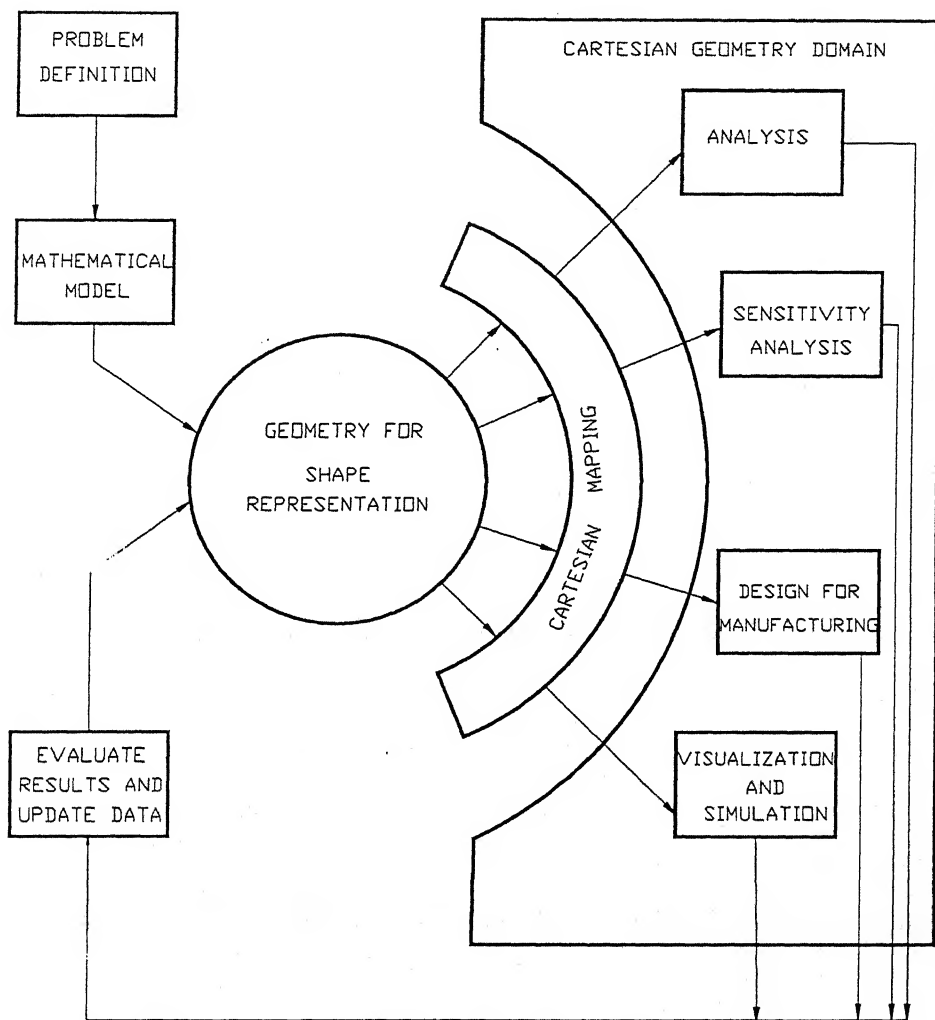 PROBLEM
DEFINITION
MATHEMATICAL
MODEL
GEOMETRY FOR
SHAPE
REPRESENTATION
EVALUATE
RESULTS AND
UPDATE DATA
CARTESIAN MAPPING
CARTESIAN GEOMETRY DOMAIN
ANALYSIS
SENSITIVITY
ANALYSIS
DESIGN FOR
MANUFACTURING
VISUALIZATION
AND
SIMULATION